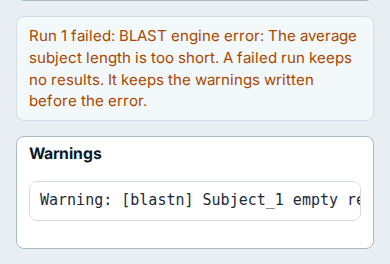 Run 1 failed: BLAST engine error: The average
subject length is too short. A failed run keeps
no results. It keeps the warnings written
before the error.
Warnings
Warning: [blastn] Subject_1 empty